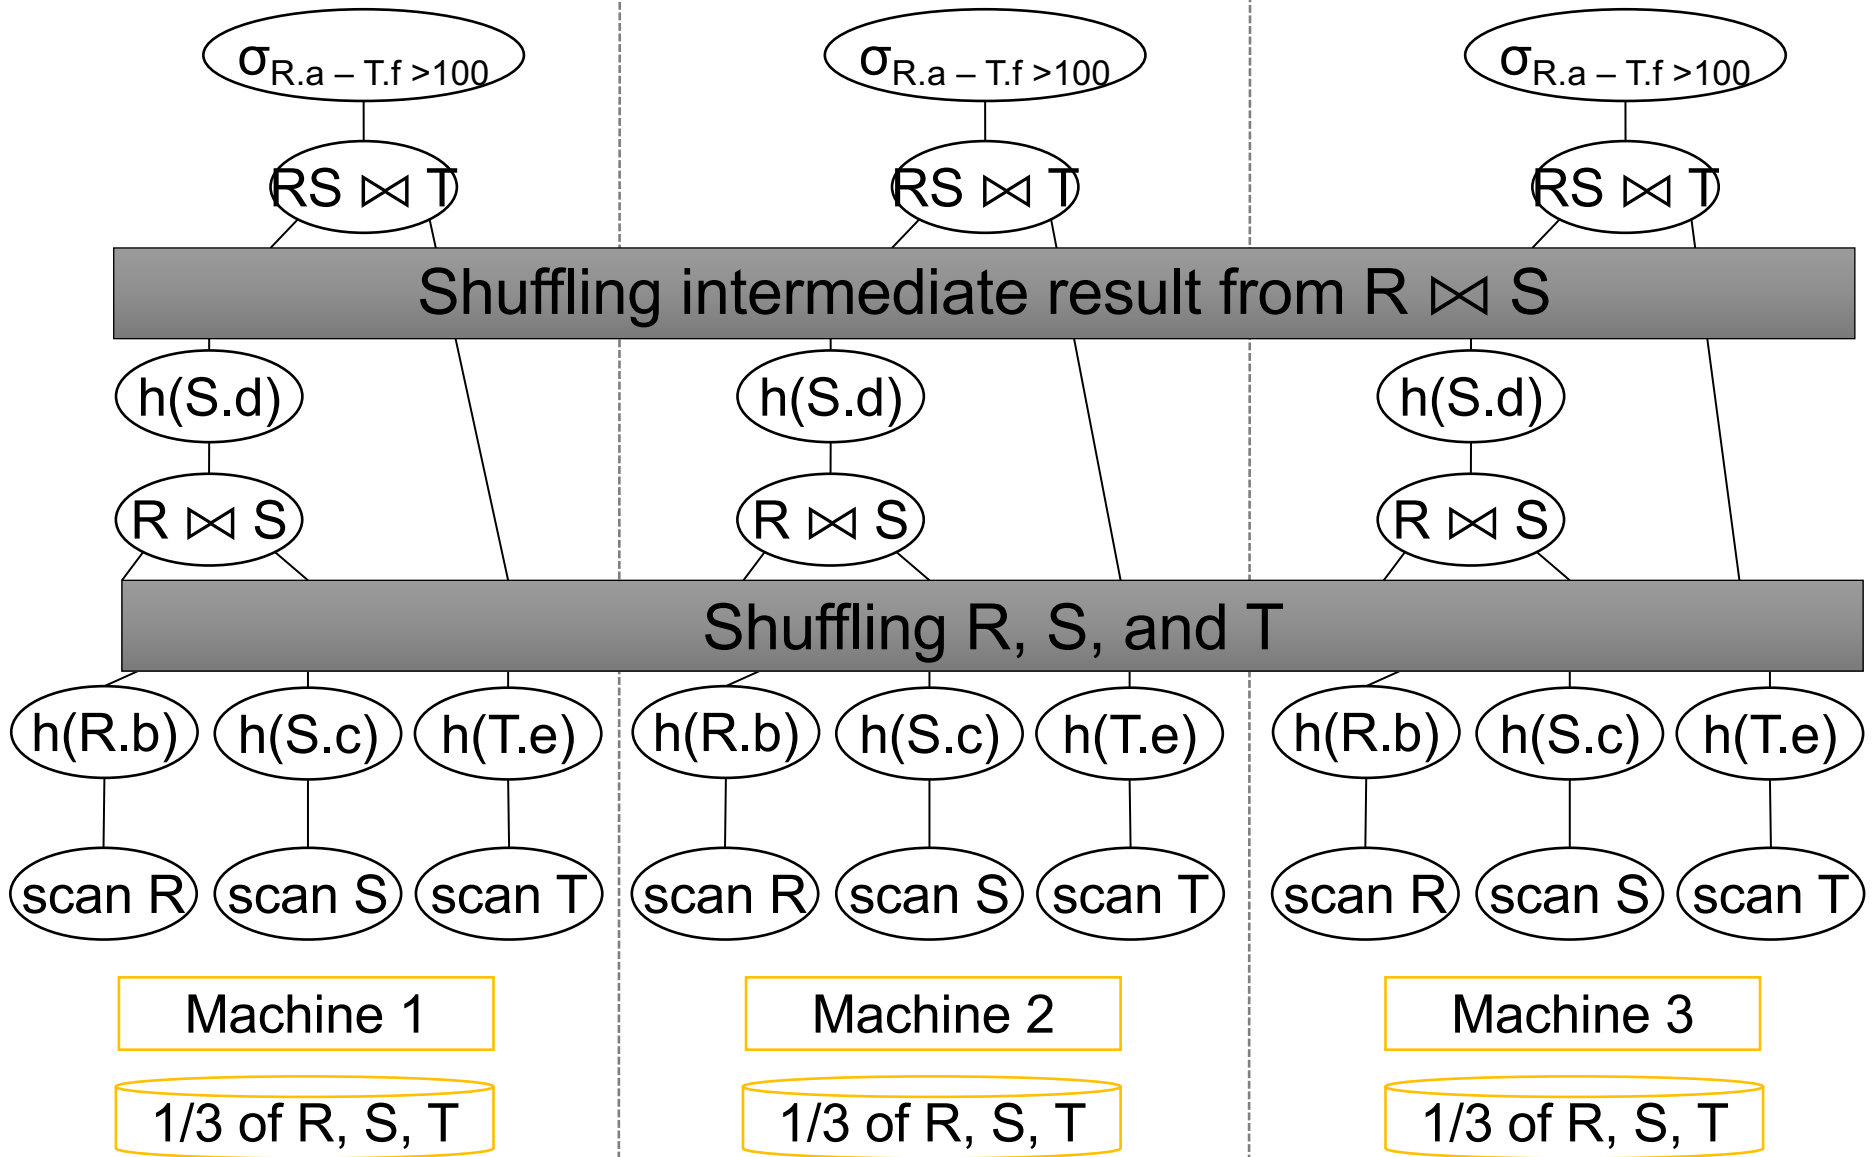 σR.a – T.f >100 σR.a – T.f >100 σR.a – T.f >100
RS ⋈ T RS ⋈ T RS ⋈ T
Shuffling intermediate result from R ⋈ S
h(S.d) h(S.d) h(S.d)
R ⋈ S R ⋈ S R ⋈ S
Shuffling R, S, and T
h(R.b) h(S.c) h(T.e) h(R.b) h(S.c) h(T.e) h(R.b) h(S.c) h(T.e)
scan R scan S scan T scan R scan S scan T scan R scan S scan T
Machine 1 Machine 2 Machine 3
1/3 of R, S, T 1/3 of R, S, T 1/3 of R, S, T